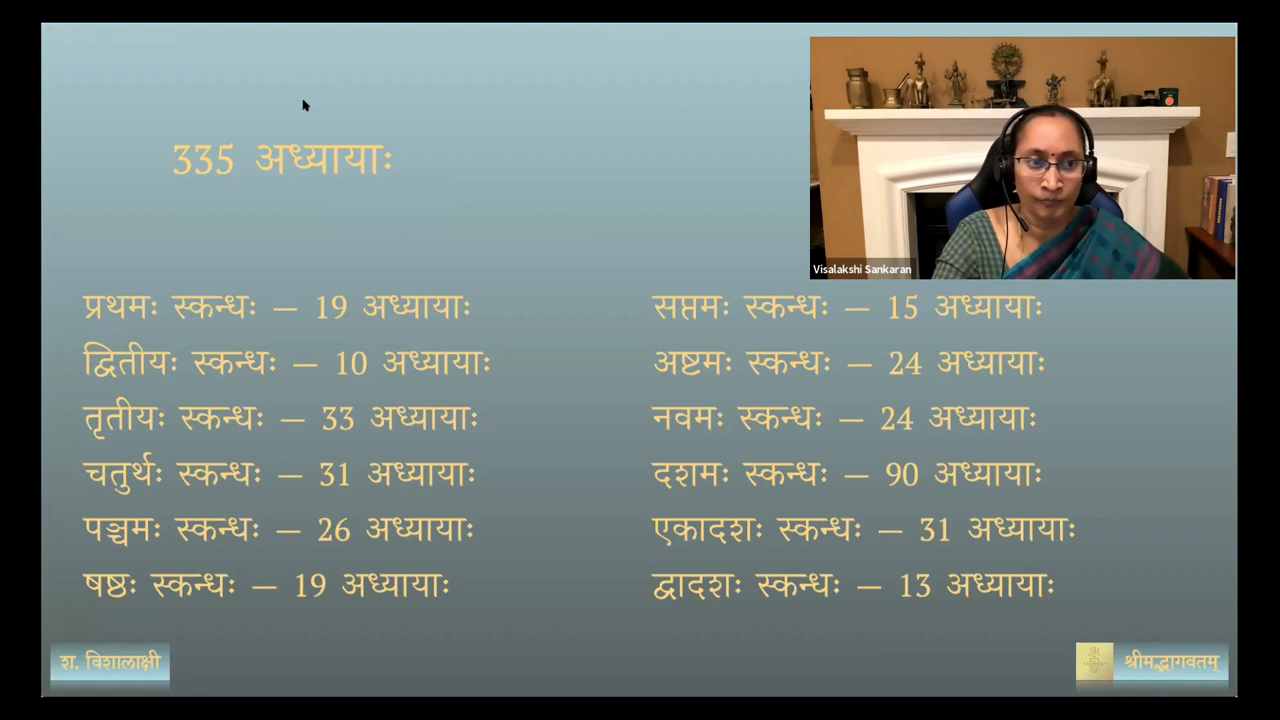 335 अध्यायाः
Visalakshi Sankaran
प्रथमः स्कन्धः – 19 अध्यायाः
द्वितीयः स्कन्धः – 10 अध्यायाः
तृतीयः स्कन्धः – 33 अध्यायाः
चतुर्थः स्कन्धः – 31 अध्यायाः
पञ्चमः स्कन्धः – 26 अध्यायाः
षष्ठः स्कन्धः – 19 अध्यायाः
सप्तमः स्कन्धः – 15 अध्यायाः
अष्टमः स्कन्धः – 24 अध्यायाः
नवमः स्कन्धः – 24 अध्यायाः
दशमः स्कन्धः – 90 अध्यायाः
एकादशः स्कन्धः – 31 अध्यायाः
द्वादशः स्कन्धः – 13 अध्यायाः
श. विशालाक्षी
श्रीमद्भागवतम्